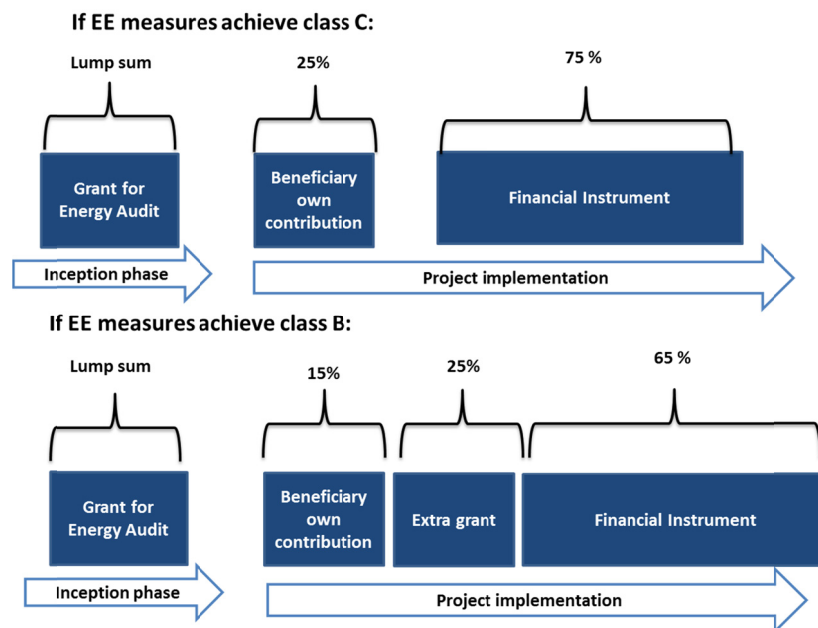 If EE measures achieve class C:
Lump sum
25%
75 %
Grant for
Energy Audit
Beneficiary
own
contribution
Financial Instrument
Inception phase
Project implementation
If EE measures achieve class B:
Lump sum
15%
25%
65 %
Grant for
Energy Audit
Beneficiary
own
contribution
Extra grant
Financial Instrument
Inception phase
Project implementation